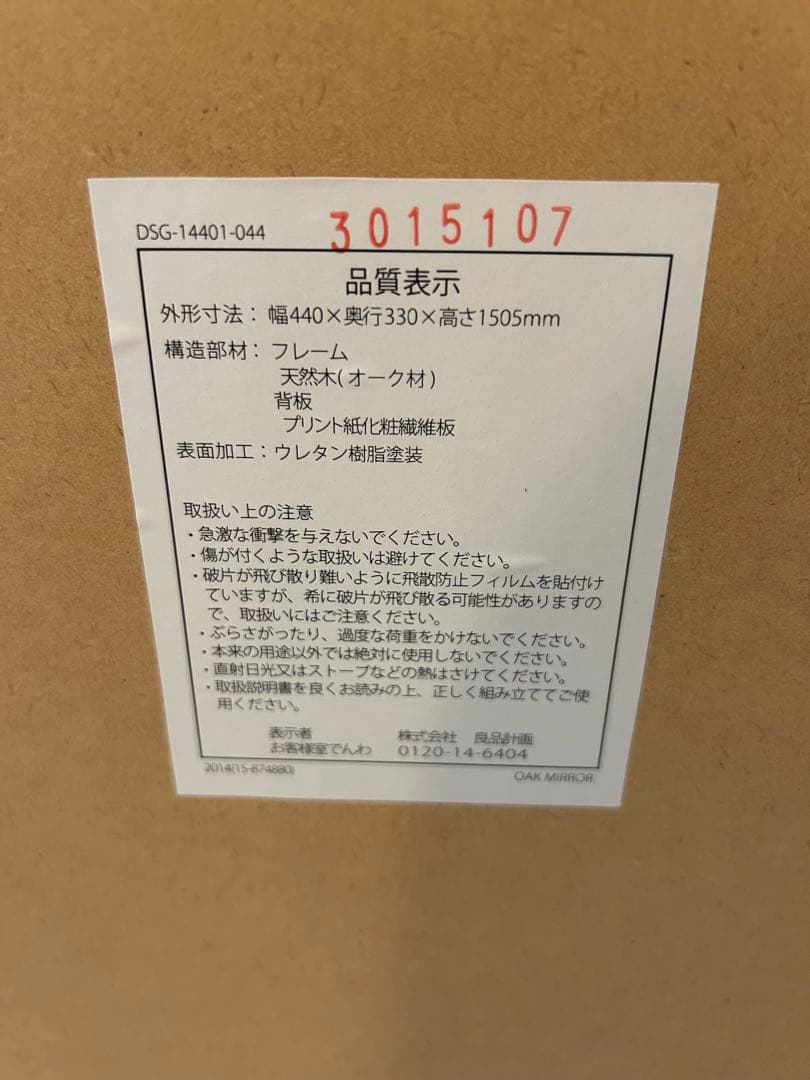 DSG-14401-044 3015107
品質表示
外形寸法：幅440×奥行330×高さ1505mm
構造部材：フレーム
天然木(オーク材)
背板
プリント紙化粧繊維板
表面加工：ウレタン樹脂塗装
取扱い上の注意
・急激な衝撃を与えないでください。
・傷が付くような取扱いは避けてください。
・破片が飛び散り難いように飛散防止フィルムを貼付け
ていますが、希に破片が飛び散る可能性がありますの
で、取扱いにはご注意ください。
・ぶらさがったり、過度な荷重をかけないでください。
・本来の用途以外では絶対に使用しないでください。
・直射日光又はストーブなどの熱はさけてください。
・取扱説明書を良くお読みの上、正しく組み立ててご使
用ください。
表示者 株式会社 良品計画
お客様室でんわ 0120-14-6404
2014(15-874880) OAK MIRROR